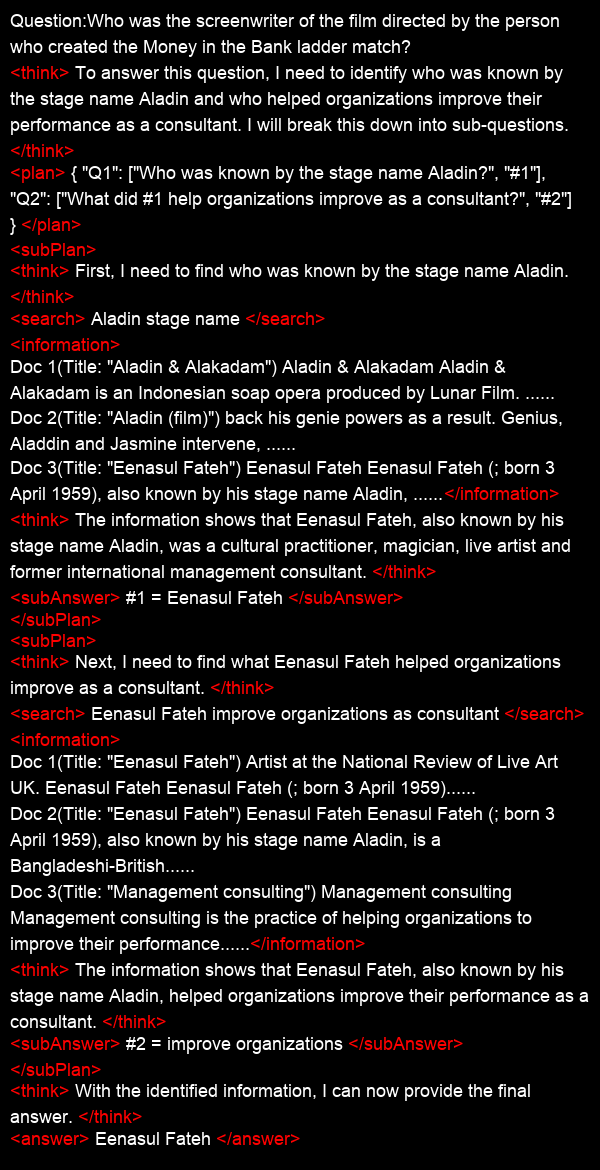 Question:Who was the screenwriter of the film directed by the person
who created the Money in the Bank ladder match?
<think> To answer this question, I need to identify who was known by
the stage name Aladin and who helped organizations improve their
performance as a consultant. I will break this down into sub-questions.
</think>
<plan> { "Q1": ["Who was known by the stage name Aladin?", "#1"],
"Q2": ["What did #1 help organizations improve as a consultant?", "#2"]
} </plan>
<subPlan>
<think> First, I need to find who was known by the stage name Aladin.
</think>
<search> Aladin stage name </search>
<information>
Doc 1(Title: "Aladin & Alakadam") Aladin & Alakadam Aladin &
Alakadam is an Indonesian soap opera produced by Lunar Film. ......
Doc 2(Title: "Aladin (film)") back his genie powers as a result. Genius,
Aladdin and Jasmine intervene, ......
Doc 3(Title: "Eenasul Fateh") Eenasul Fateh Eenasul Fateh (; born 3
April 1959), also known by his stage name Aladin, ......</information>
<think> The information shows that Eenasul Fateh, also known by his
stage name Aladin, was a cultural practitioner, magician, live artist and
former international management consultant. </think>
<subAnswer> #1 = Eenasul Fateh </subAnswer>
</subPlan>
<subPlan>
<think> Next, I need to find what Eenasul Fateh helped organizations
improve as a consultant. </think>
<search> Eenasul Fateh improve organizations as consultant </search>
<information>
Doc 1(Title: "Eenasul Fateh") Artist at the National Review of Live Art
UK. Eenasul Fateh Eenasul Fateh (; born 3 April 1959)......
Doc 2(Title: "Eenasul Fateh") Eenasul Fateh Eenasul Fateh (; born 3
April 1959), also known by his stage name Aladin, is a
Bangladeshi-British......
Doc 3(Title: "Management consulting") Management consulting
Management consulting is the practice of helping organizations to
improve their performance......</information>
<think> The information shows that Eenasul Fateh, also known by his
stage name Aladin, helped organizations improve their performance as a
consultant. </think>
<subAnswer> #2 = improve organizations </subAnswer>
</subPlan>
<think> With the identified information, I can now provide the final
answer. </think>
<answer> Eenasul Fateh </answer>